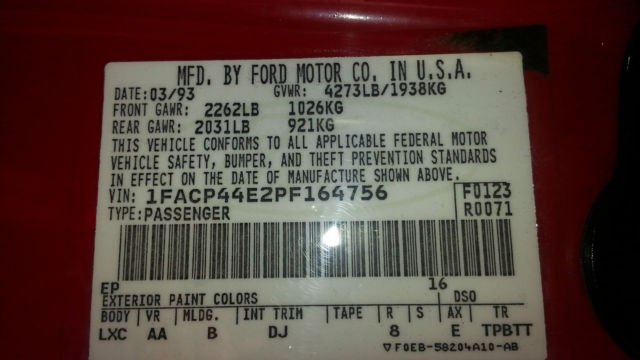 MFD. BY FORD MOTOR CO. IN U.S.A.
DATE: 03/93 GVWR: 4273LB/1938KG
FRONT GAWR: 2262LB 1026KG
REAR GAWR: 2031LB 921KG
THIS VEHICLE CONFORMS TO ALL APPLICABLE FEDERAL MOTOR
VEHICLE SAFETY, BUMPER, AND THEFT PREVENTION STANDARDS
IN EFFECT ON THE DATE OF MANUFACTURE SHOWN ABOVE.
VIN: 1FACP44E2PF164756 F0123
TYPE: PASSENGER R0071
EP 16
EXTERIOR PAINT COLORS DSO
BODY VR MLDG. INT TRIM TAPE R S AX TR
LXC AA B DJ 8 E TPBTT
▽F0EB-58204A10-AB